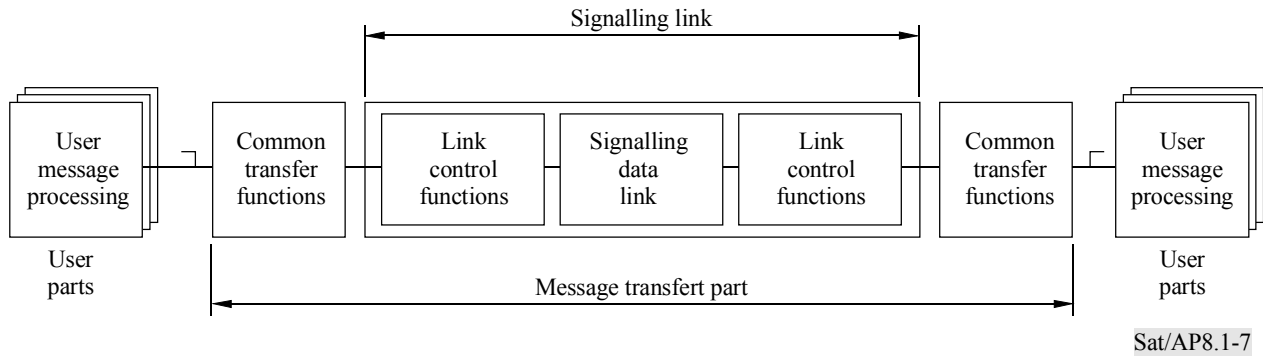 Signalling link
User
message
processing
Common
transfer
functions
Link
control
functions
Signalling
data
link
Link
control
functions
Common
transfer
functions
User
message
processing
User
parts
Message transfert part
User
parts
Sat/AP8.1-7